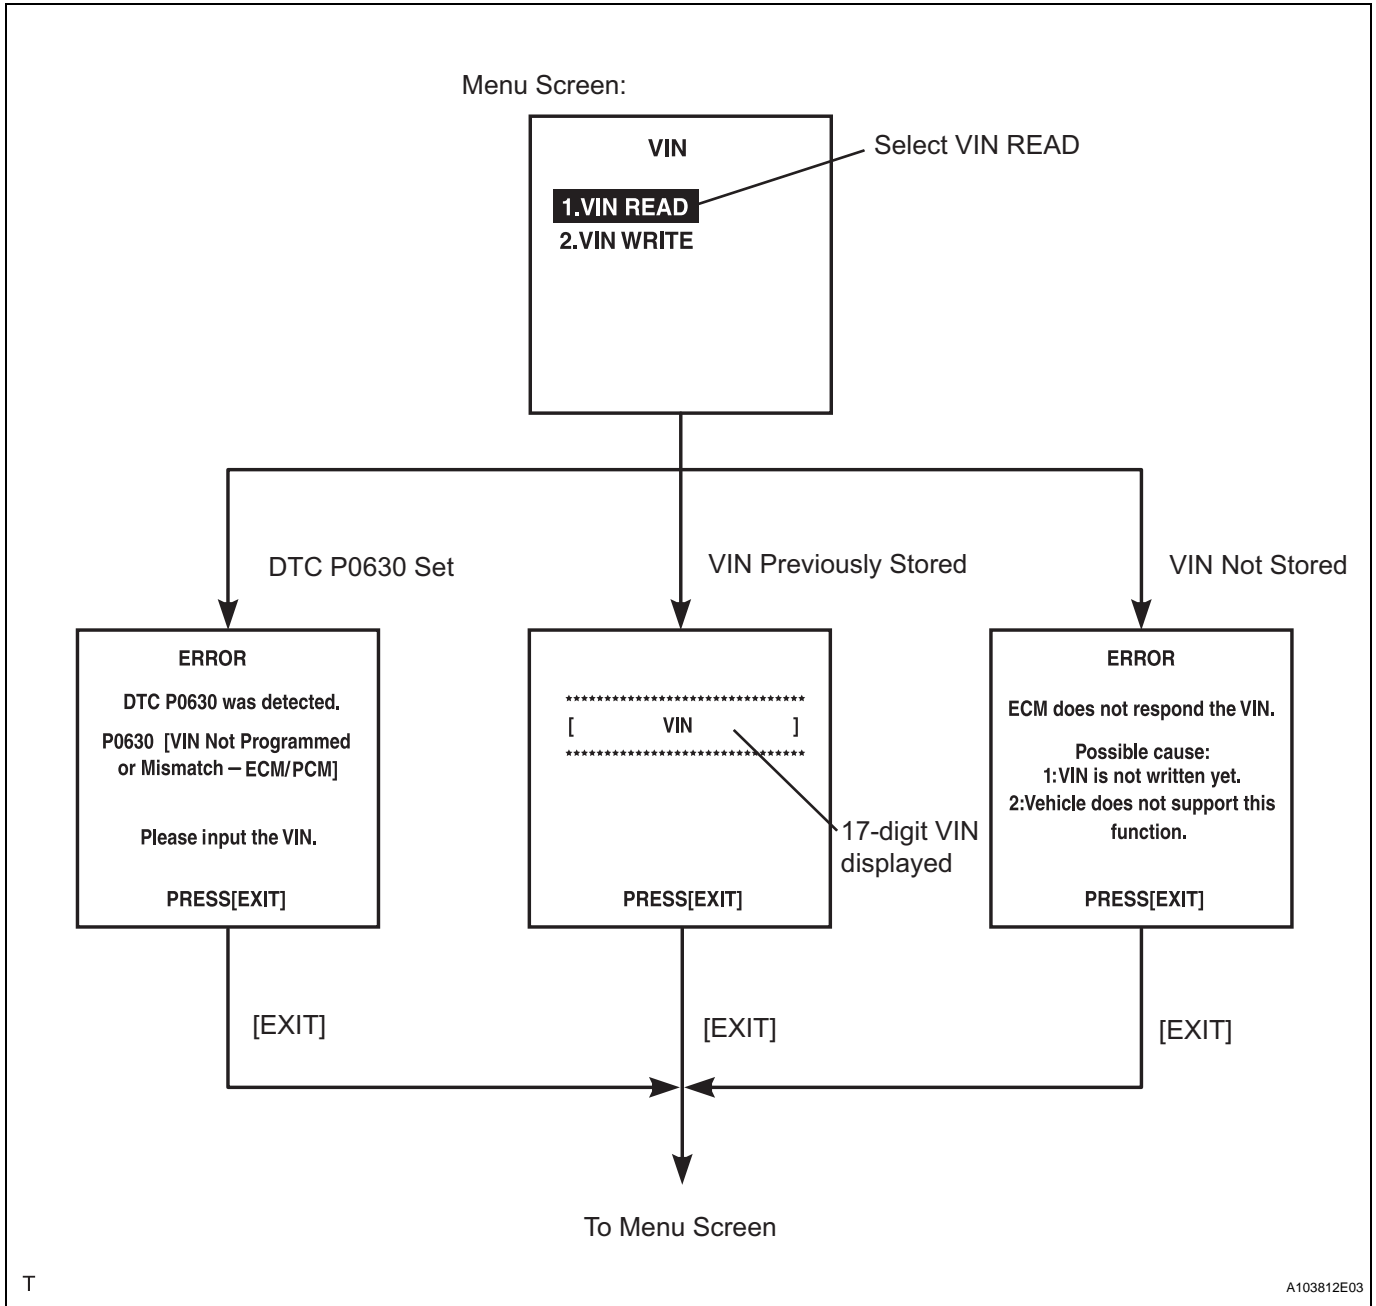 Menu Screen:
VIN
Select VIN READ
1.VIN READ
2.VIN WRITE
DTC P0630 Set
VIN Previously Stored
VIN Not Stored
ERROR
DTC P0630 was detected.
P0630 [VIN Not Programmed
or Mismatch – ECM/PCM]
Please input the VIN.
PRESS[EXIT]
*******************************
[ VIN ]
*******************************
17-digit VIN
displayed
PRESS[EXIT]
ERROR
ECM does not respond the VIN.
Possible cause:
1:VIN is not written yet.
2:Vehicle does not support this
function.
PRESS[EXIT]
[EXIT]
[EXIT]
[EXIT]
To Menu Screen
T
A103812E03